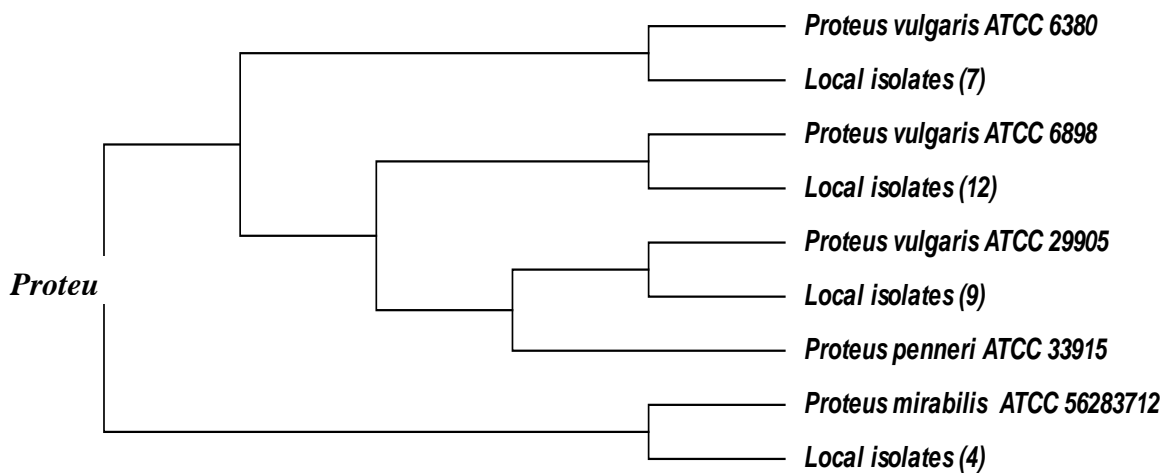 Proteus vulgaris ATCC 6380
Local isolates (7)
Proteus vulgaris ATCC 6898
Local isolates (12)
Proteus vulgaris ATCC 29905
Proteu
Local isolates (9)
Proteus penneri ATCC 33915
Proteus mirabilis ATCC 56283712
Local isolates (4)